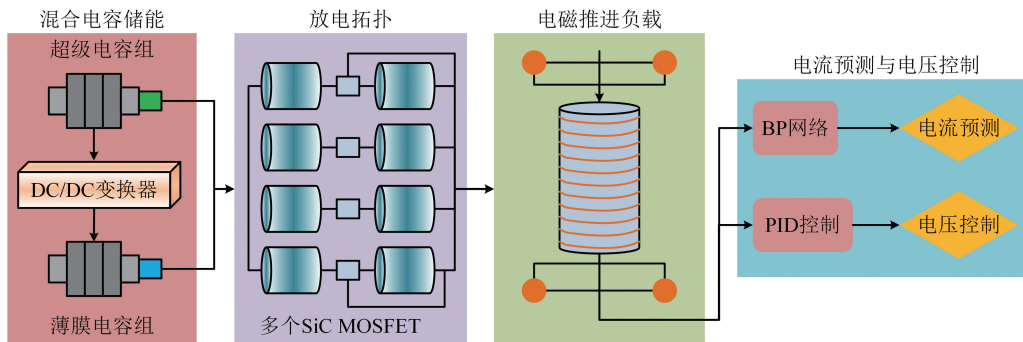 混合电容储能
超级电容组
DC/DC变换器
薄膜电容组
放电拓扑
多个SiC MOSFET
电磁推进负载
电流预测与电压控制
BP网络
电流预测
PID控制
电压控制